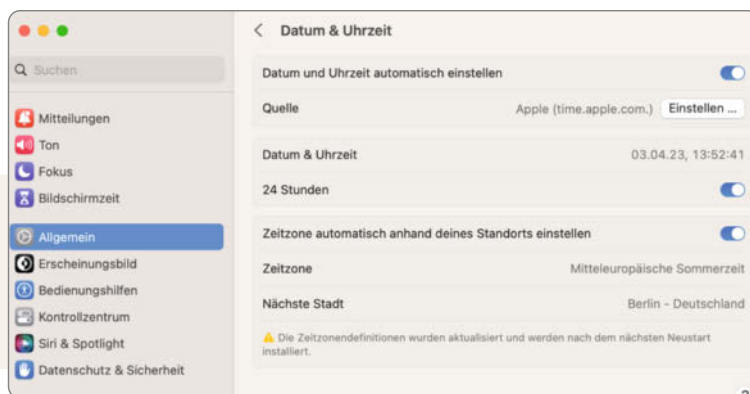 Suchen
Mitteilungen
Ton
Fokus
Bildschirmzeit
Allgemein
Erscheinungsbild
Bedienungshilfen
Kontrollzentrum
Siri & Spotlight
Datenschutz & Sicherheit
Datum & Uhrzeit
Datum und Uhrzeit automatisch einstellen
Quelle Apple (time.apple.com.) Einstellen ...
Datum & Uhrzeit 03.04.23, 13:52:41
24 Stunden
Zeitzone automatisch anhand deines Standorts einstellen
Zeitzone Mitteleuropäische Sommerzeit
Nächste Stadt Berlin - Deutschland
Die Zeitzonendefinitionen wurden aktualisiert und werden nach dem nächsten Neustart
installiert.